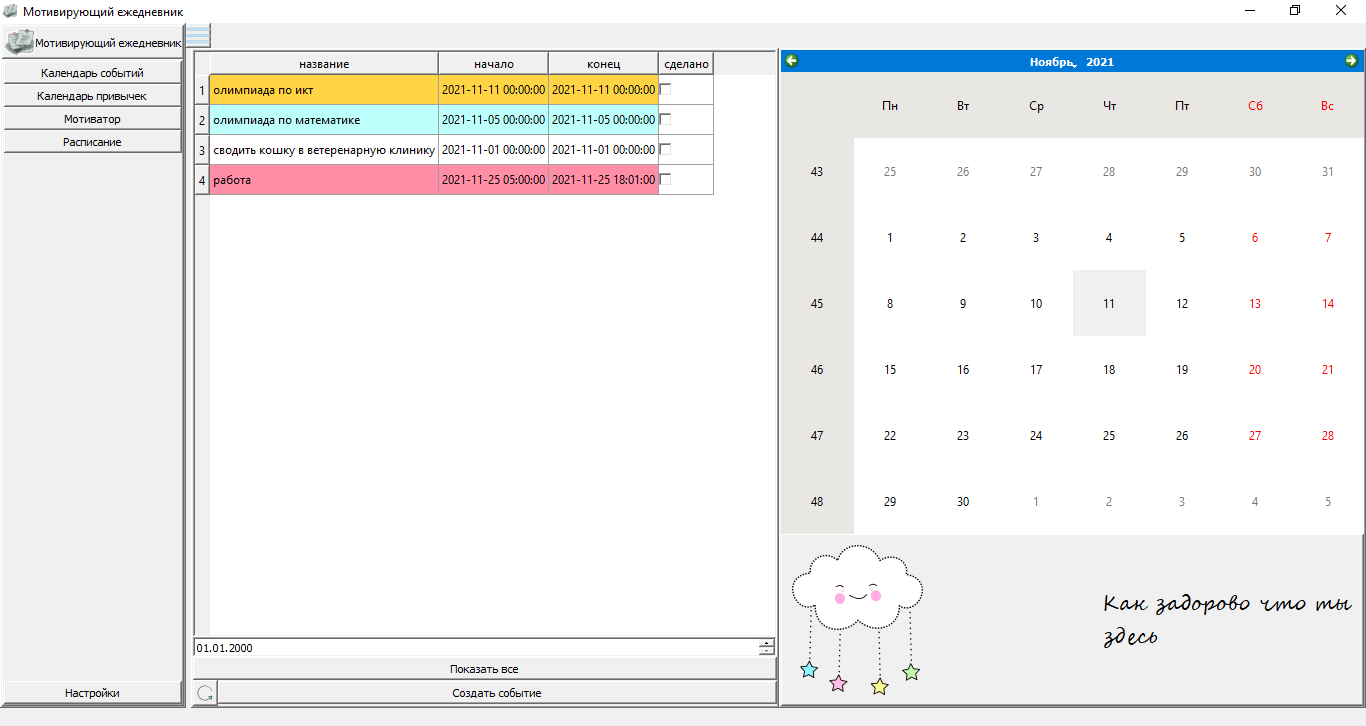 Мотивирующий ежедневник
Мотивирующий ежедневник
Календарь событий
Календарь привычек
Мотиватор
Расписание
Настройки
название начало конец сделано
1 олимпиада по икт 2021-11-11 00:00:00 2021-11-11 00:00:00
2 олимпиада по математике 2021-11-05 00:00:00 2021-11-05 00:00:00
3 сводить кошку в ветеренарную клинику 2021-11-01 00:00:00 2021-11-01 00:00:00
4 работа 2021-11-25 05:00:00 2021-11-25 18:01:00
01.01.2000
Показать все
Создать событие
Ноябрь, 2021
Пн Вт Ср Чт Пт Сб Вс
43 25 26 27 28 29 30 31
44 1 2 3 4 5 6 7
45 8 9 10 11 12 13 14
46 15 16 17 18 19 20 21
47 22 23 24 25 26 27 28
48 29 30 1 2 3 4 5
Как задорово что ты
здесь